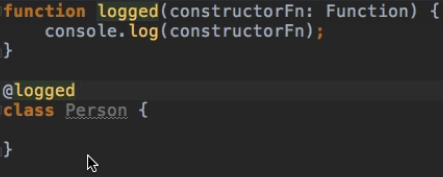 function logged(constructorFn: Function) {
    console.log(constructorFn);
}
@logged
class Person {
}